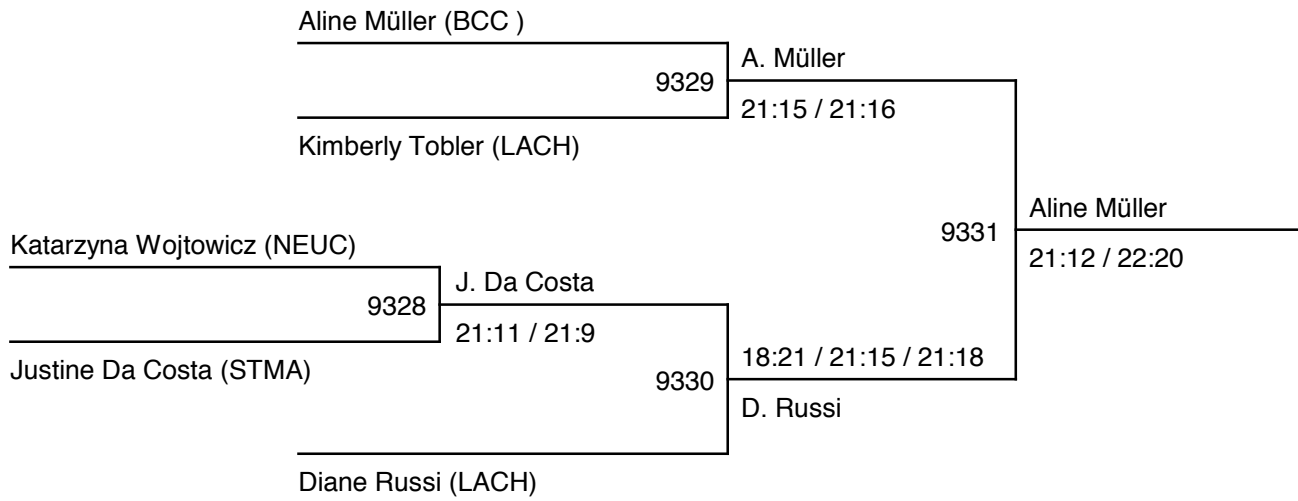 Aline Müller (BCC )
9329
A. Müller
21:15 / 21:16
Kimberly Tobler (LACH)
9331
Aline Müller
21:12 / 22:20
Katarzyna Wojtowicz (NEUC)
9328
J. Da Costa
21:11 / 21:9
Justine Da Costa (STMA)
9330
18:21 / 21:15 / 21:18
D. Russi
Diane Russi (LACH)